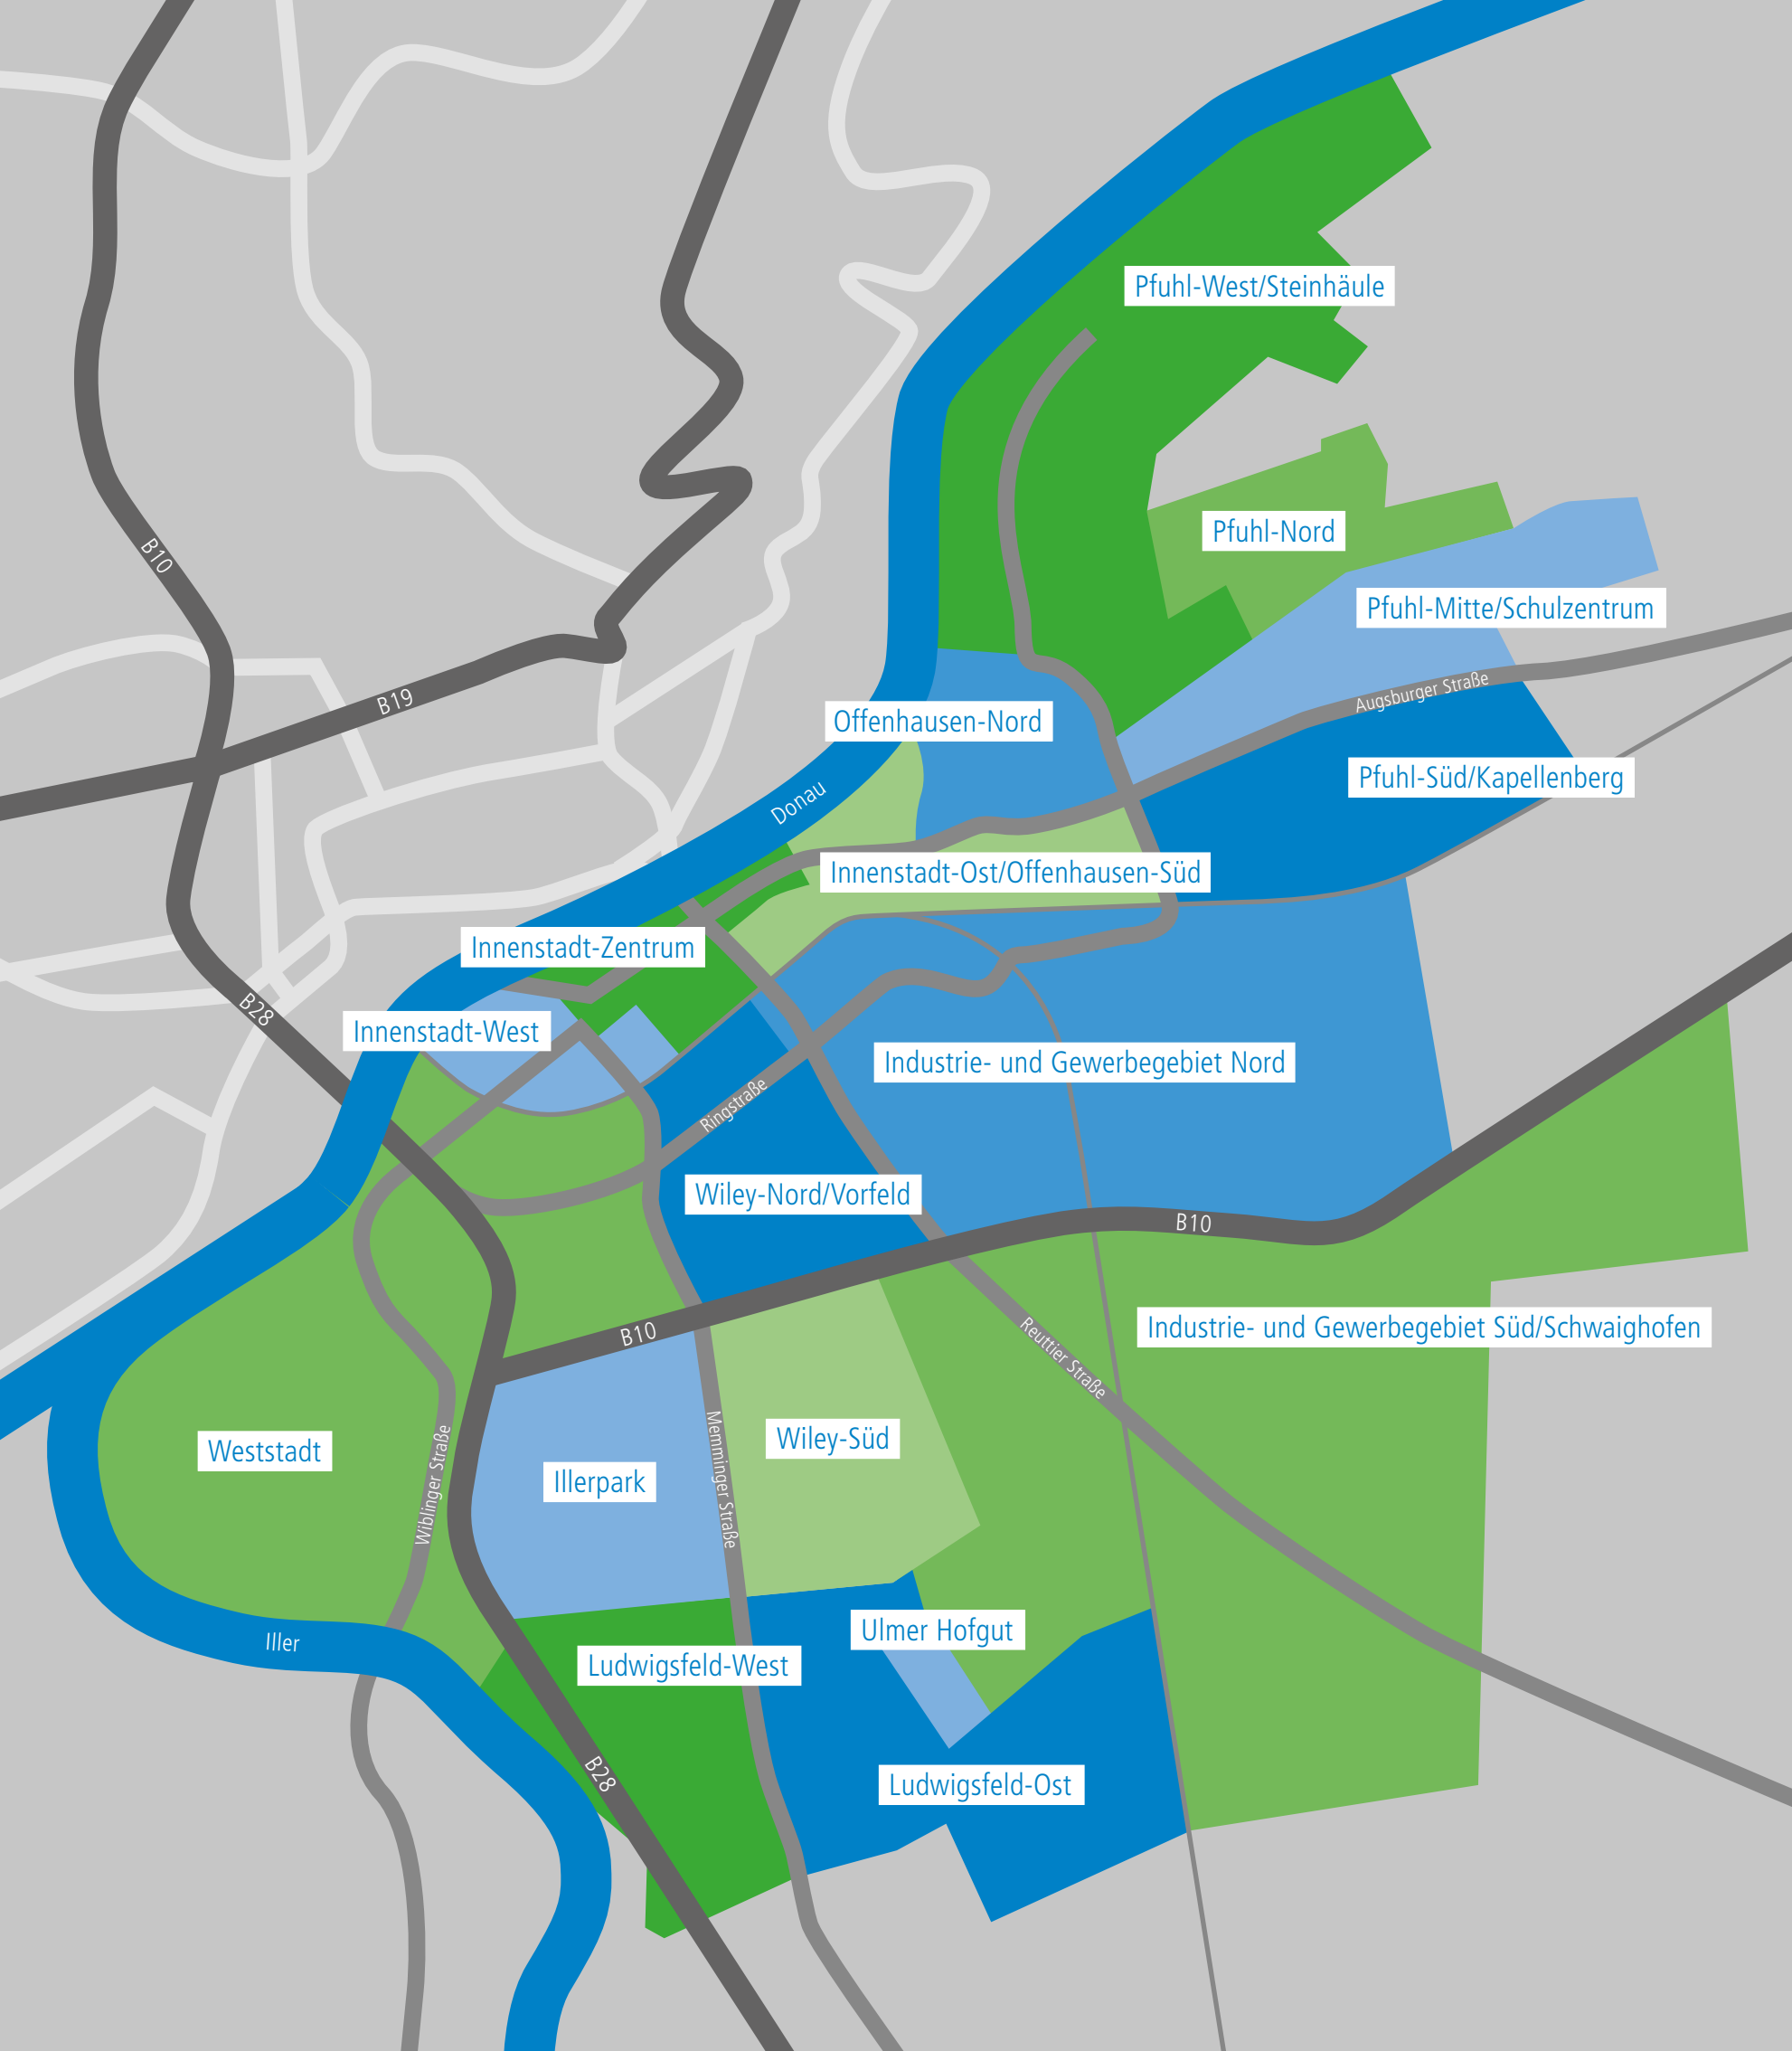 Pfuhl-West/Steinhäule
Pfuhl-Nord
B10
Pfuhl-Mitte/Schulzentrum
B19
Augsburger Straße
Offenhausen-Nord
Pfuhl-Süd/Kapellenberg
Donau
Innenstadt-Ost/Offenhausen-Süd
Innenstadt-Zentrum
B28
Innenstadt-West
Industrie- und Gewerbegebiet Nord
Ringstraße
Wiley-Nord/Vorfeld
B10
B10
Industrie- und Gewerbegebiet Süd/Schwaighofen
Reuttier Straße
Wiley-Süd
Weststadt
Illerpark
Memminger Straße
Wiblinger Straße
Ulmer Hofgut
Iller
Ludwigsfeld-West
B28
Ludwigsfeld-Ost